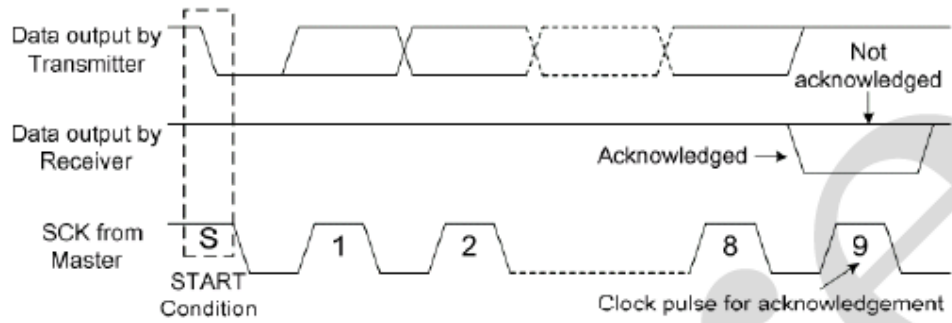 Data output by
Transmitter
Not
acknowledged
Data output by
Receiver
Acknowledged
SCK from
Master
S
1
2
8
9
START
Condition
Clock pulse for acknowledgement